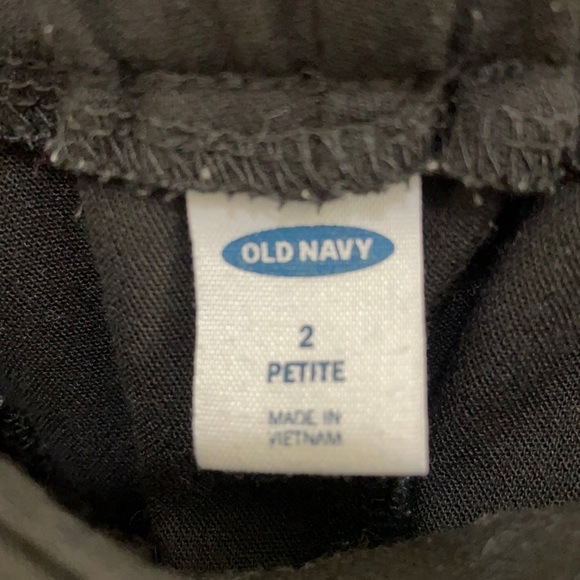 OLD NAVY
2
PETITE
MADE IN
VIETNAM